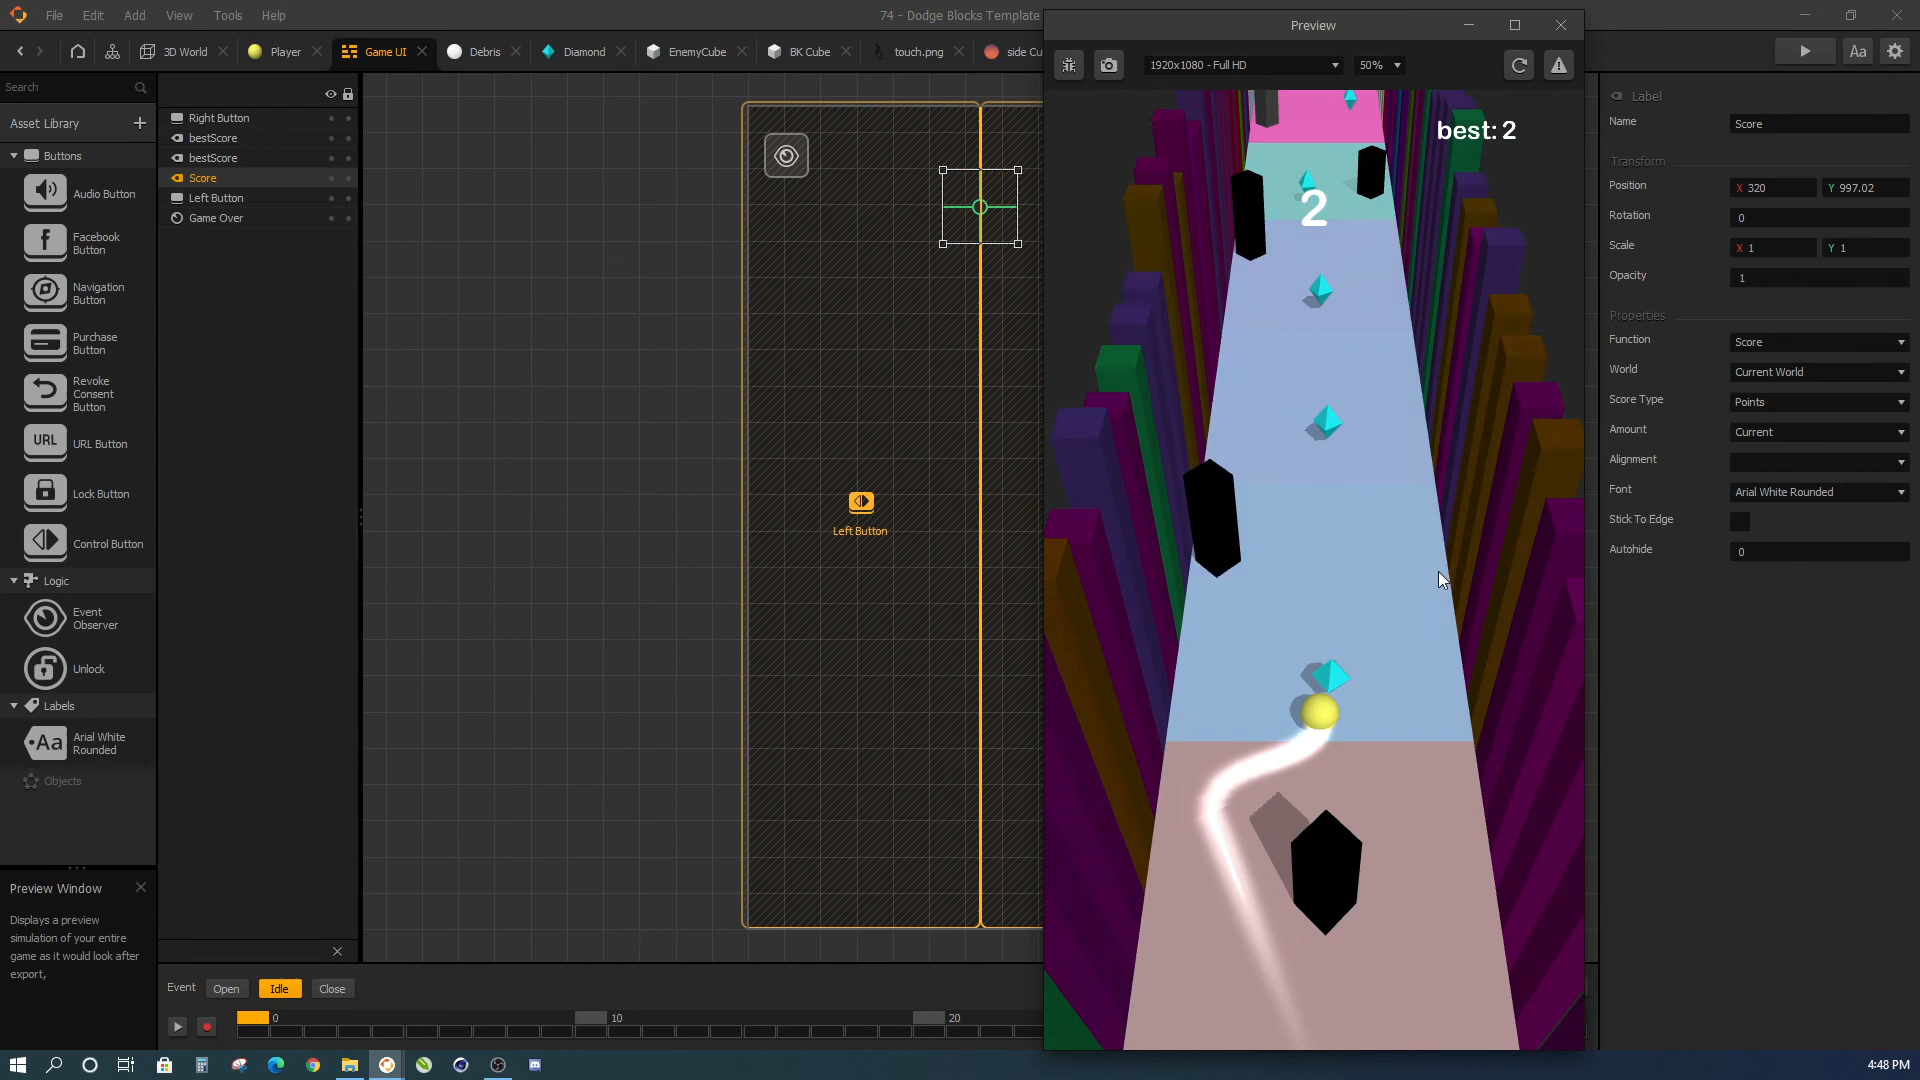 File Edit View Tools Help
74 - Dodge Blocks Template
3D World Player Game UI Debris Diamond EnemyCube BK Cube touch.png side Cu
Aa
Search
Asset Library
Buttons
Audio Button
Facebook
Button
Navigation
Button
Purchase
Button
Revoke
Consent
Button
URL
URL Button
Lock Button
Control Button
Logic
Event
Observer
Unlock
Labels
Aa
Arial White
Rounded
Objects
Preview Window
Displays a preview
simulation of your entire
game as it would look after
export,
Right Button
bestScore
bestScore
Score
Left Button
Game Over
Left Button
Event Open Idle Close
0 10 20
Preview
1920x1080 - Full HD 50%
best: 2
2
Label
Name Score
Transform
Position X 320 Y 997.02
Rotation 0
Scale X 1 Y 1
Opacity 1
Properties
Function Score
World Current World
Score Type Points
Amount Current
Alignment
Font Arial White Rounded
Stick To Edge
Autohide 0
4:48 PM